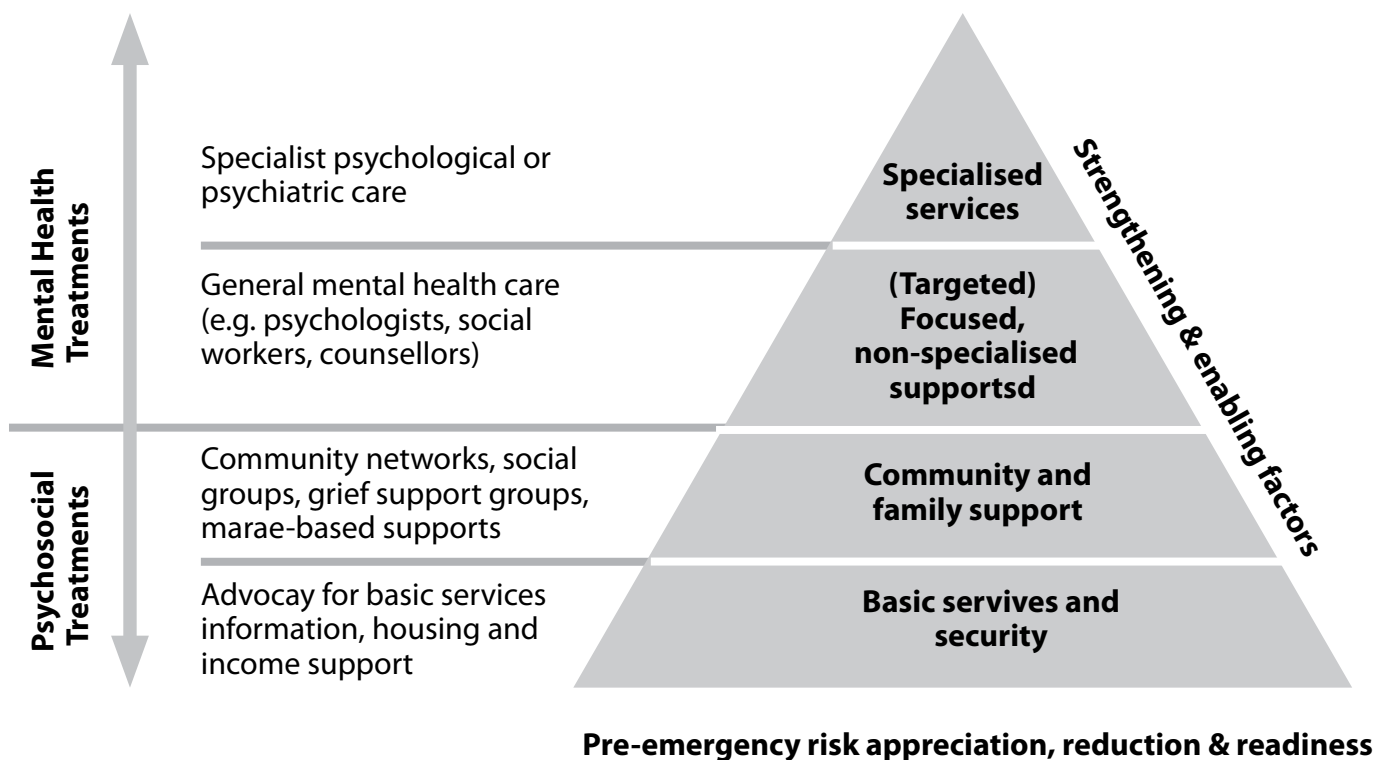 Mental Health
Treatments
Specialist psychological or
psychiatric care
Specialised
services
Strengthening & enabling factors
General mental health care
(e.g. psychologists, social
workers, counsellors)
(Targeted)
Focused,
non-specialised
supportsd
Psychosocial
Treatments
Community networks, social
groups, grief support groups,
marae-based supports
Community and
family support
Advocay for basic services
information, housing and
income support
Basic servives and
security
Pre-emergency risk appreciation, reduction & readiness